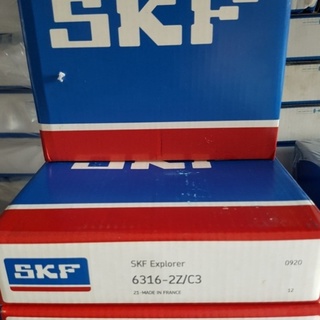 SKF
SKF
SKF
SKF Explorer
0920
6316-2Z/C3
MADE IN FRANCE